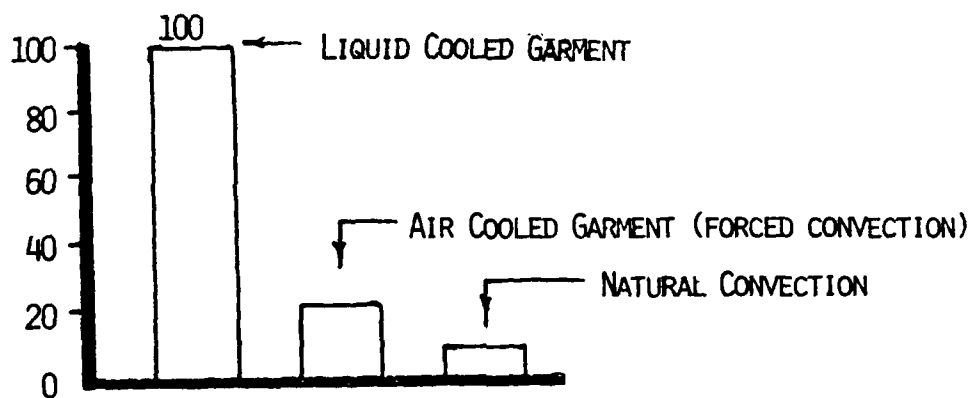 100
100
LIQUID COOLED GARMENT
80
60
40
AIR COOLED GARMENT (FORCED CONVECTION)
NATURAL CONVECTION
20
0